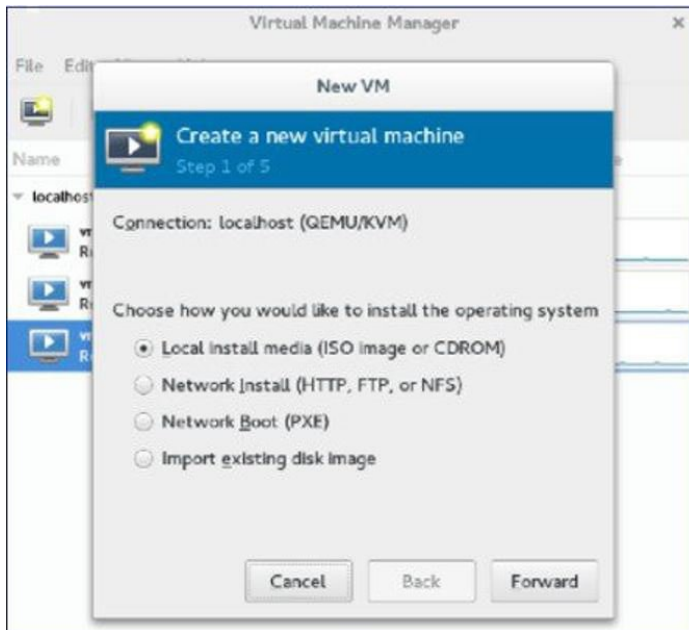 Virtual Machine Manager
File Edit
New VM
Create a new virtual machine
Step 1 of 5
Name
localhost
Connection: localhost (QEMU/KVM)
Choose how you would like to install the operating system
Local install media (ISO image or CDROM)
Network Install (HTTP, FTP, or NFS)
Network Boot (PXE)
Import existing disk image
Cancel Back Forward